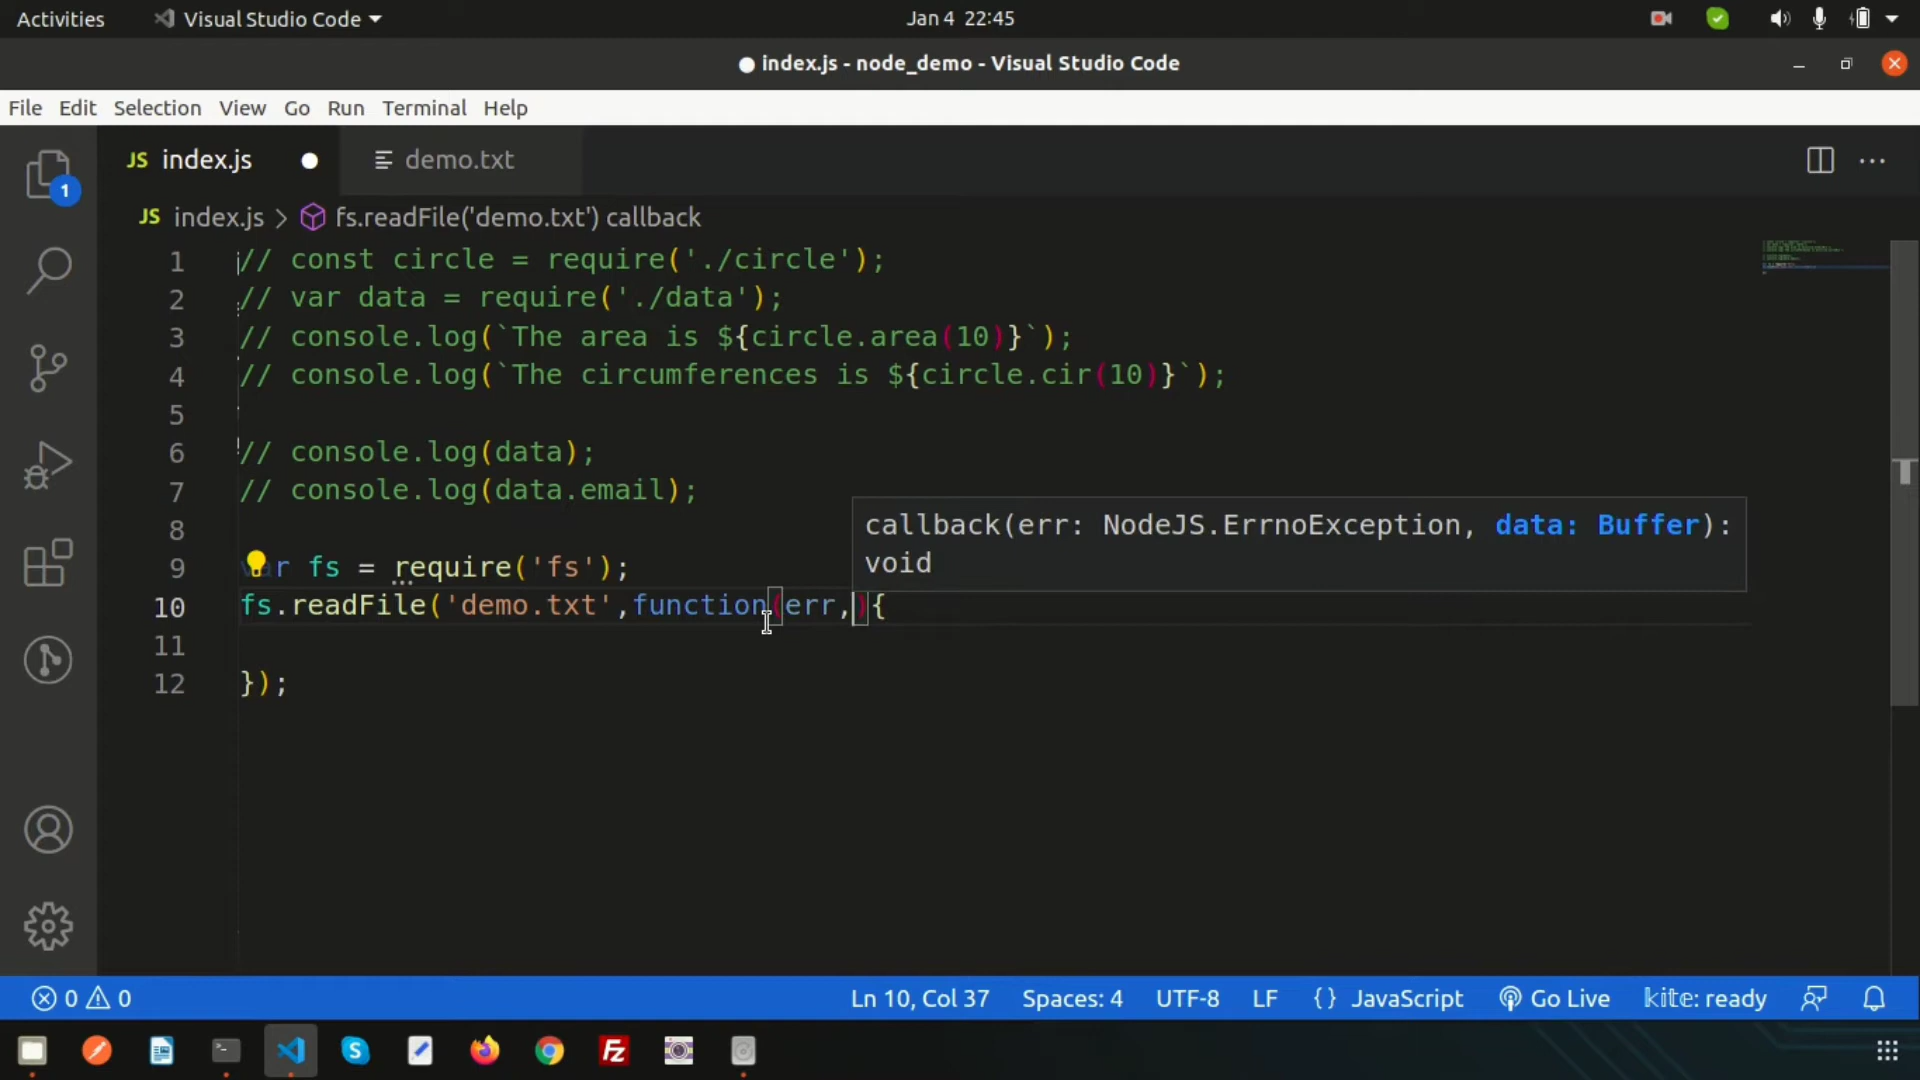 Activities Visual Studio Code Jan 4 22:45
index.js - node_demo - Visual Studio Code
File Edit Selection View Go Run Terminal Help
JS index.js demo.txt
1
JS index.js > fs.readFile('demo.txt') callback
1 // const circle = require('./circle');
2 // var data = require('./data');
3 // console.log(`The area is ${circle.area(10)}`);
4 // console.log(`The circumferences is ${circle.cir(10)}`);
5
6 // console.log(data);
7 // console.log(data.email);
callback(err: NodeJS.ErrnoException, data: Buffer):
8
void
9 var fs = require('fs');
10 fs.readFile('demo.txt',function(err,){
11
12 });
0 0 Ln 10, Col 37 Spaces: 4 UTF-8 LF {} JavaScript Go Live kite: ready